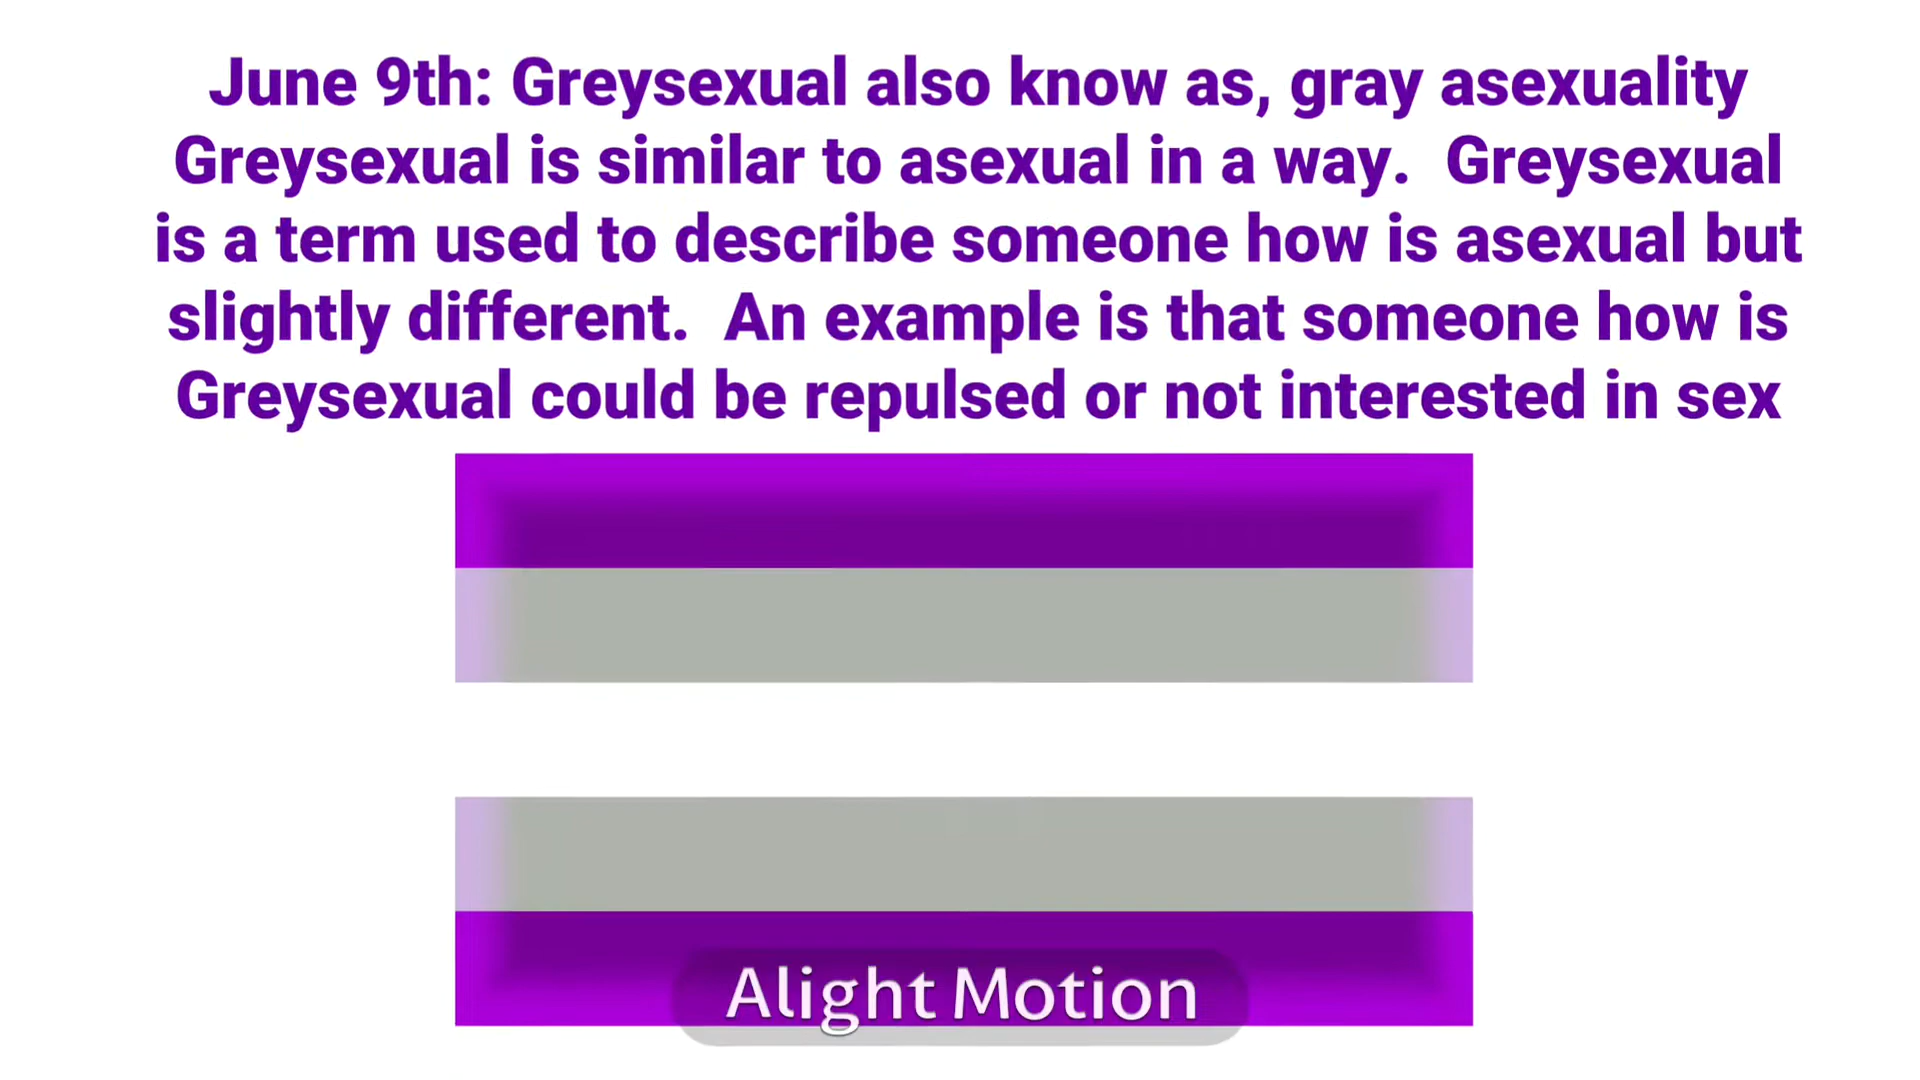 June 9th: Greysexual also know as, gray asexuality
Greysexual is similar to asexual in a way.  Greysexual
is a term used to describe someone how is asexual but
slightly different.  An example is that someone how is
Greysexual could be repulsed or not interested in sex
Alight Motion